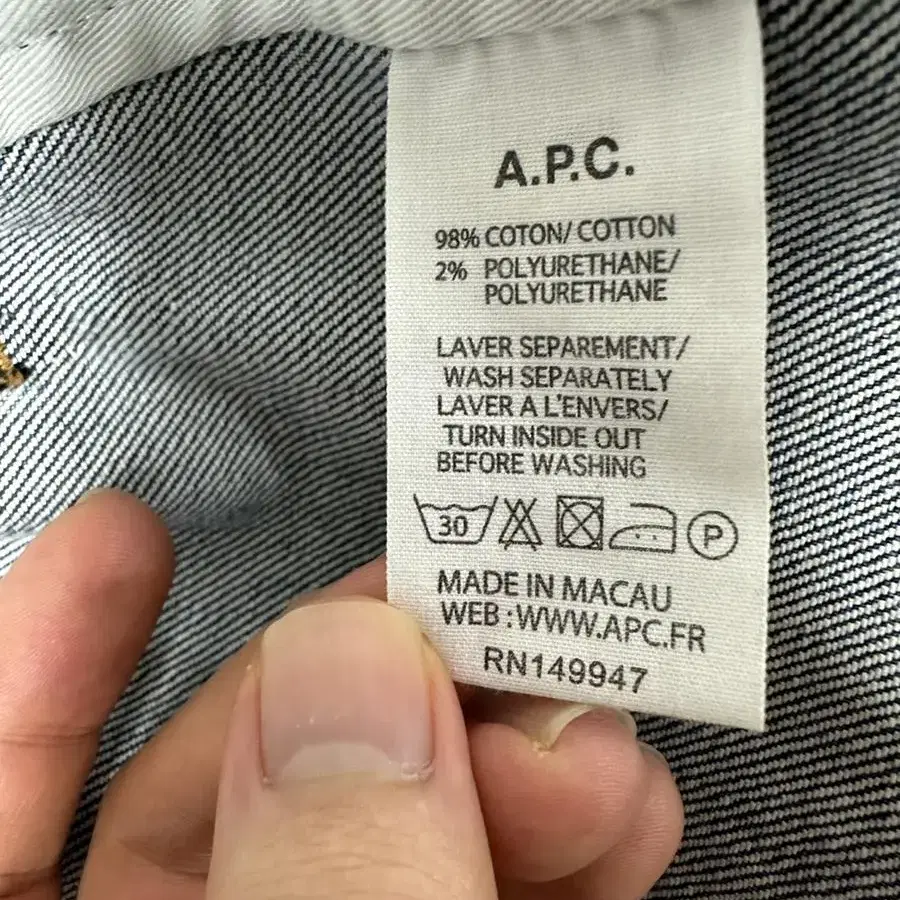 A.P.C.
98% COTON/ COTTON
2% POLYURETHANE/
POLYURETHANE
LAVER SEPAREMENT/
WASH SEPARATELY
LAVER A L'ENVERS/
TURN INSIDE OUT
BEFORE WASHING
30 P
MADE IN MACAU
WEB :WWW.APC.FR
RN149947